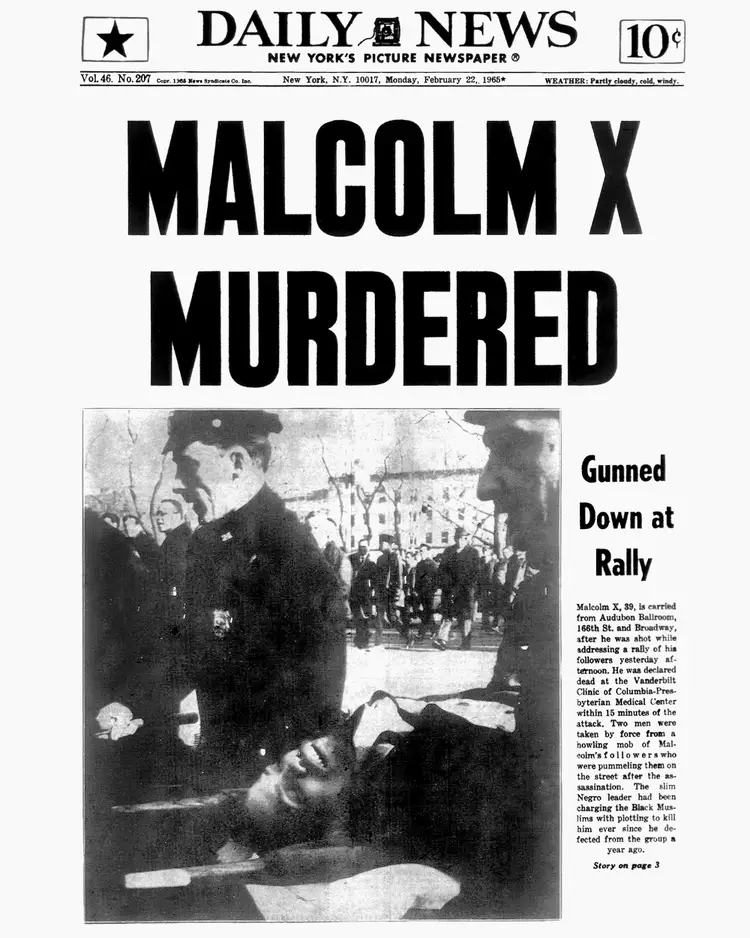 DAILY NEWS
10¢
NEW YORK'S PICTURE NEWSPAPER ®
Vol. 46. No. 207 Copr. 1965 News Syndicate Co. Inc. New York, N.Y. 10017, Monday, February 22, 1965★ WEATHER: Partly cloudy, cold, windy.
MALCOLM X
MURDERED
Gunned
Down at
Rally
Malcolm X, 39, is carried
from Audubon Ballroom,
166th St. and Broadway,
after he was shot while
addressing a rally of his
followers yesterday af-
ternoon. He was declared
dead at the Vanderbilt
Clinic of Columbia-Pres-
byterian Medical Center
within 15 minutes of the
attack. Two men were
taken by force from a
howling mob of Mal-
colm's followers who
were pummeling them on
the street after the as-
sassination. The slim
Negro leader had been
charging the Black Mus-
lims with plotting to kill
him ever since he de-
fected from the group a
year ago.
Story on page 3